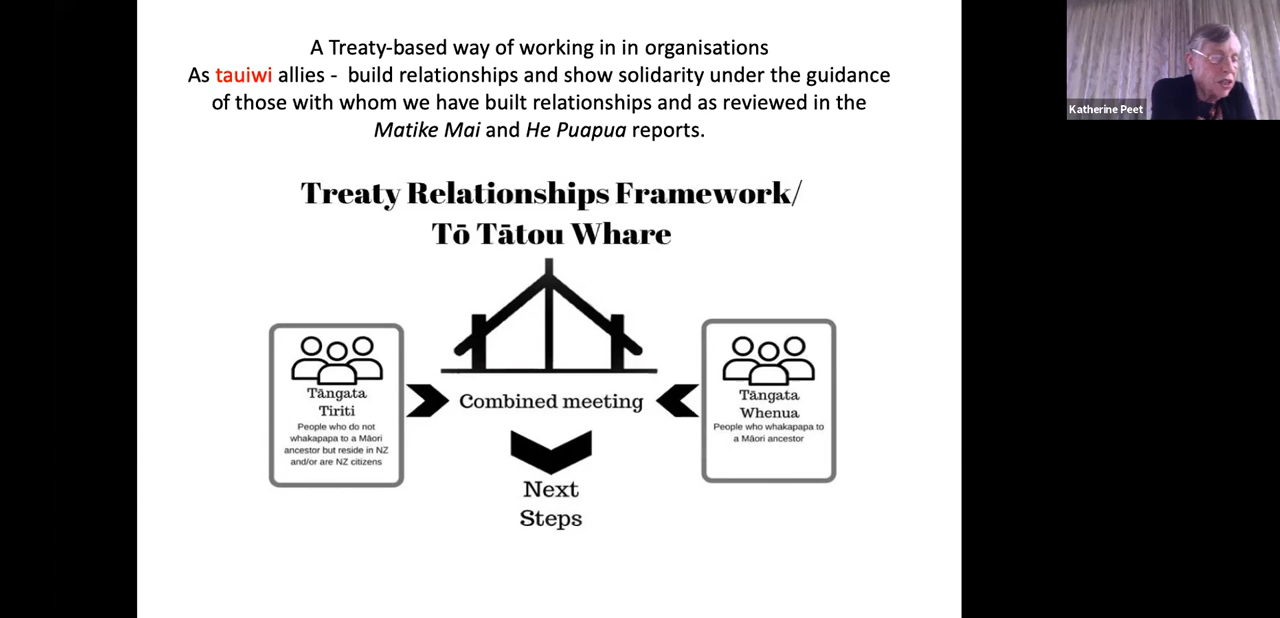 A Treaty-based way of working in in organisations
As tauiwi allies - build relationships and show solidarity under the guidance
of those with whom we have built relationships and as reviewed in the
Matike Mai and He Puapua reports.
Katherine Peet
Treaty Relationships Framework/
Tō Tātou Whare
Tāngata
Tiriti
People who do not
whakapapa to a Māori
ancestor but reside in NZ
and/or are NZ citizens
Combined meeting
Tāngata
Whenua
People who whakapapa to
a Māori ancestor
Next
Steps